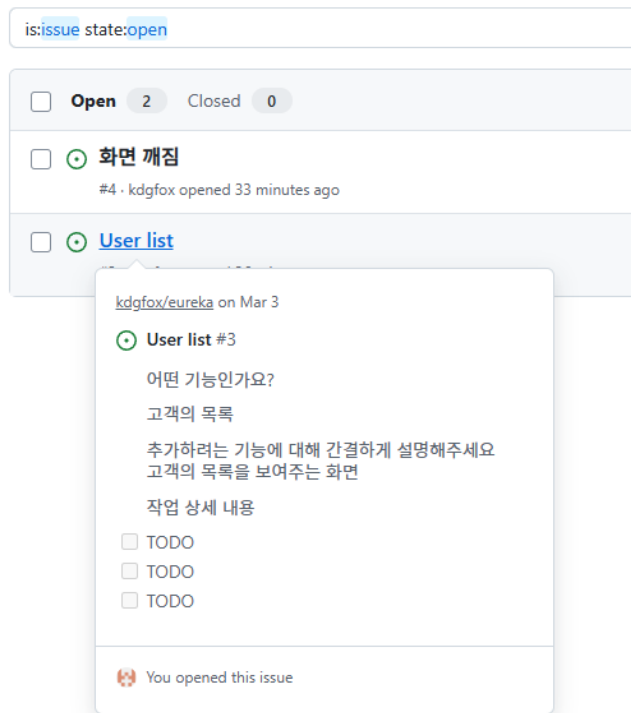 is:issue state:open
Open 2 Closed 0
화면 깨짐
#4 · kdgfox opened 33 minutes ago
User list
kdgfox/eureka on Mar 3
User list #3
어떤 기능인가요?
고객의 목록
추가하려는 기능에 대해 간결하게 설명해주세요
고객의 목록을 보여주는 화면
작업 상세 내용
TODO
TODO
TODO
You opened this issue